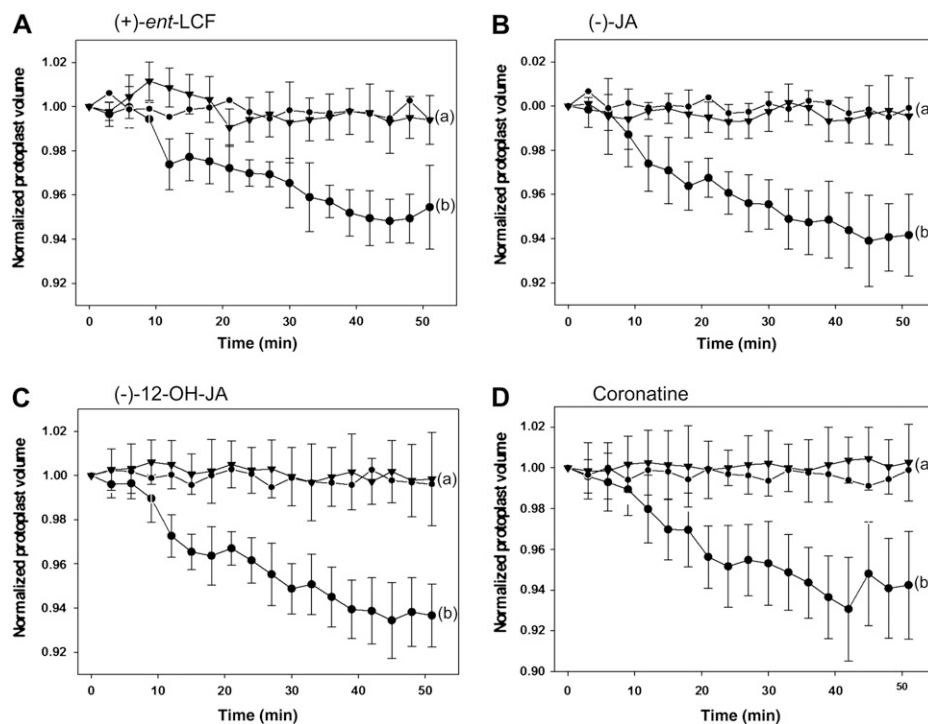 A (+)-ent-LCF
Normalized protoplast volume
1.02
1.00
0.98
0.96
0.94
0.92
(a)
(b)
0 10 20 30 40 50
Time (min)
B (-)-JA
Normalized protoplast volume
1.02
1.00
0.98
0.96
0.94
0.92
(a
(b
0 10 20 30 40 50
Time (min)
C (-)-12-OH-JA
Normalized protoplast volume
1.02
1.00
0.98
0.96
0.94
0.92
(a)
(b)
0 10 20 30 40 50
Time (min)
D Coronatine
Normalized protoplast volume
1.02
1.00
0.98
0.96
0.94
0.92
0.90
(a
(b
0 10 20 30 40 50
Time (min)